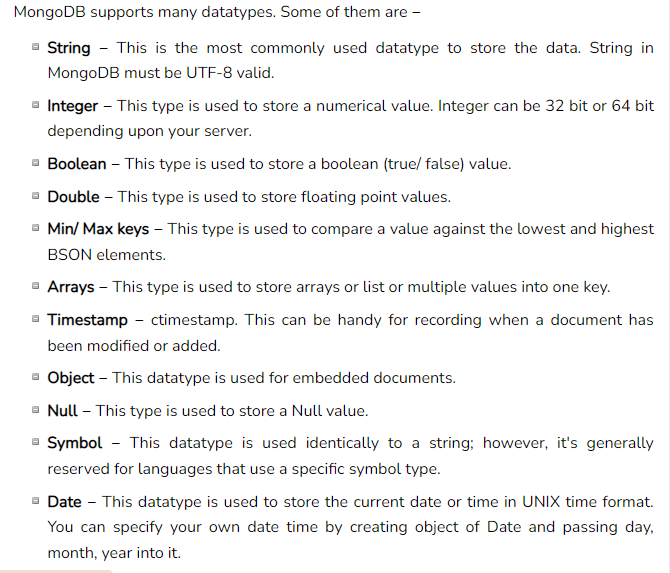 MongoDB supports many datatypes. Some of them are –
String – This is the most commonly used datatype to store the data. String in
MongoDB must be UTF-8 valid.
Integer – This type is used to store a numerical value. Integer can be 32 bit or 64 bit
depending upon your server.
Boolean – This type is used to store a boolean (true/ false) value.
Double – This type is used to store floating point values.
Min/ Max keys – This type is used to compare a value against the lowest and highest
BSON elements.
Arrays – This type is used to store arrays or list or multiple values into one key.
Timestamp – ctimestamp. This can be handy for recording when a document has
been modified or added.
Object – This datatype is used for embedded documents.
Null – This type is used to store a Null value.
Symbol – This datatype is used identically to a string; however, it's generally
reserved for languages that use a specific symbol type.
Date – This datatype is used to store the current date or time in UNIX time format.
You can specify your own date time by creating object of Date and passing day,
month, year into it.